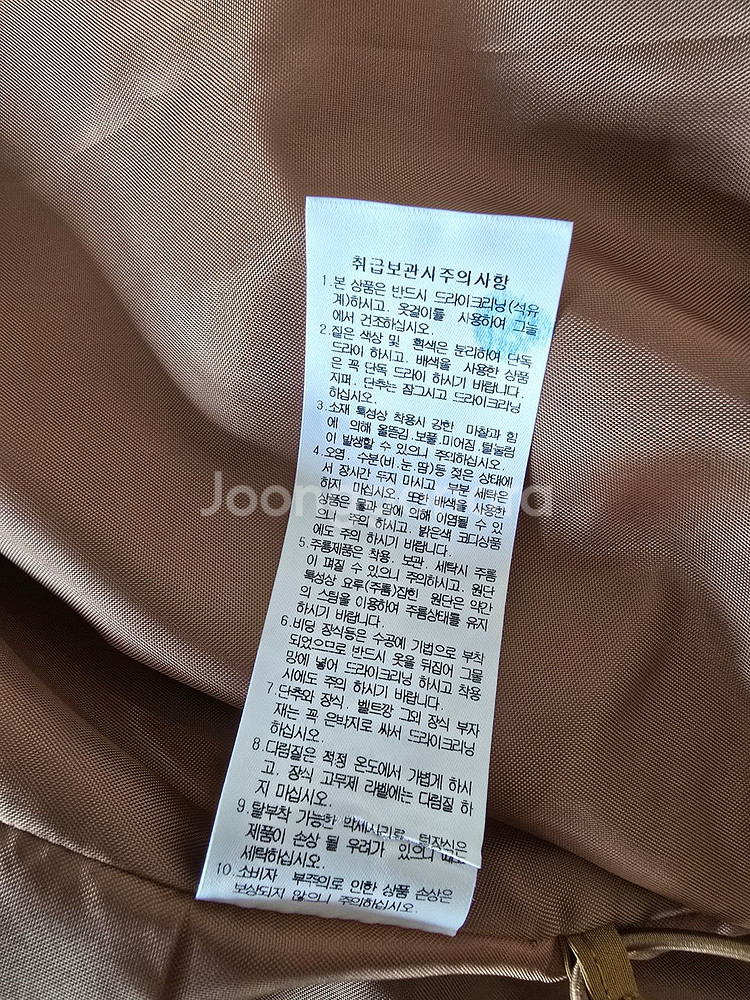 취급보관시주의사항
1.본 상품은 반드시 드라이크리닝(석유
계)하시고. 옷걸이를 사용하여 그늘
에서 건조하십시오.
2.짙은 색상 및 흰색은 분리하여 단독
드라이 하시고. 배색을 사용한 상품
은 꼭 단독 드라이 하시기 바랍니다.
지퍼. 단추는 잠그시고 드라이크리닝
하십시오.
3.소재 특성상 착용시 강한 마찰과 힘
에 의해 올뜯김.보풀.미어짐.털눌림
이 발생할 수 있으니 주의하십시오.
4.오염. 수분(비.눈.땀)등 젖은 상태에
서 장시간 두지 마시고 부분 세탁은
하지 마십시오. 또한 배색을 사용한
상품은 물과 땀에 의해 이염될 수 있
으니 주의 하시고. 밝은색 코디상품
에도 주의 하시기 바랍니다.
5.주름제품은 착용. 보관. 세탁시 주름
이 펴질 수 있으니 주의하시고. 원단
특성상 요루(주름)잡힌 원단은 약간
의 스팀을 이용하여 주름상태를 유지
하시기 바랍니다.
6.비딩 장식등은 수공예 기법으로 부착
되었으므로 반드시 옷을 뒤집어 그물
망에 넣어 드라이크리닝 하시고 착용
시에도 주의 하시기 바랍니다.
7.단추와 장식. 벨트깡 그외 장식 부자
재는 꼭 은박지로 싸서 드라이크리닝
하십시오.
8.다림질은 적정 온도에서 가볍게 하시
고. 장식 고무제 라벨에는 다림질 하
지 마십시오.
9.탈부착 가능한 악세사리류. 털장식은
제품이 손상 될 우려가 있으니
세탁하십시오.
10.소비자 부주의로 인한 상품 손상은
보상되지 않으니 주의하십시오.
Joong